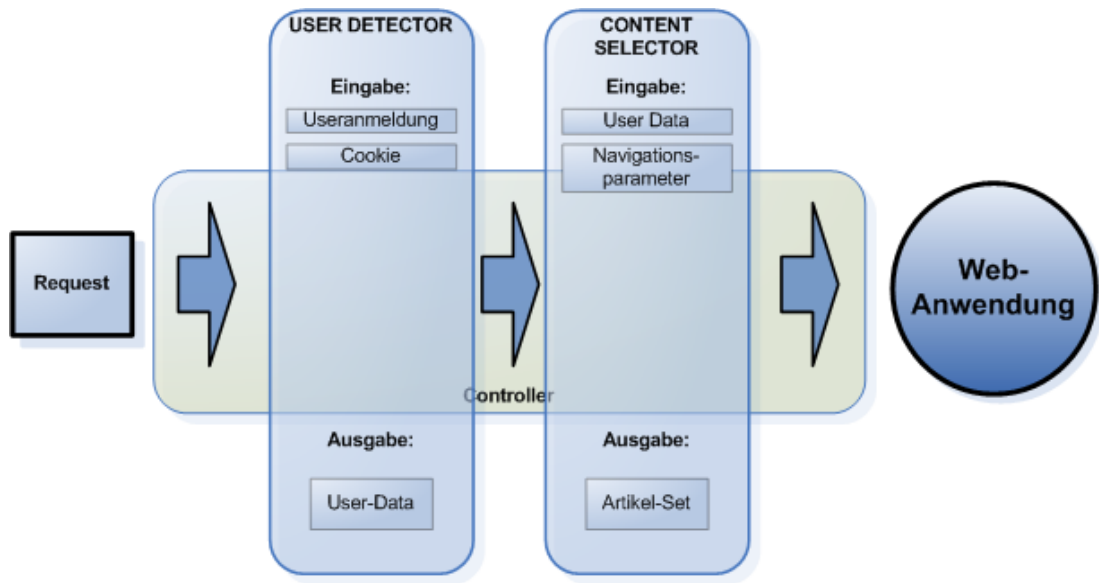 USER DETECTOR
Eingabe:
Useranmeldung
Cookie
CONTENT
SELECTOR
Eingabe:
User Data
Navigations-
parameter
Request
Web-
Anwendung
Controller
Ausgabe:
User-Data
Ausgabe:
Artikel-Set